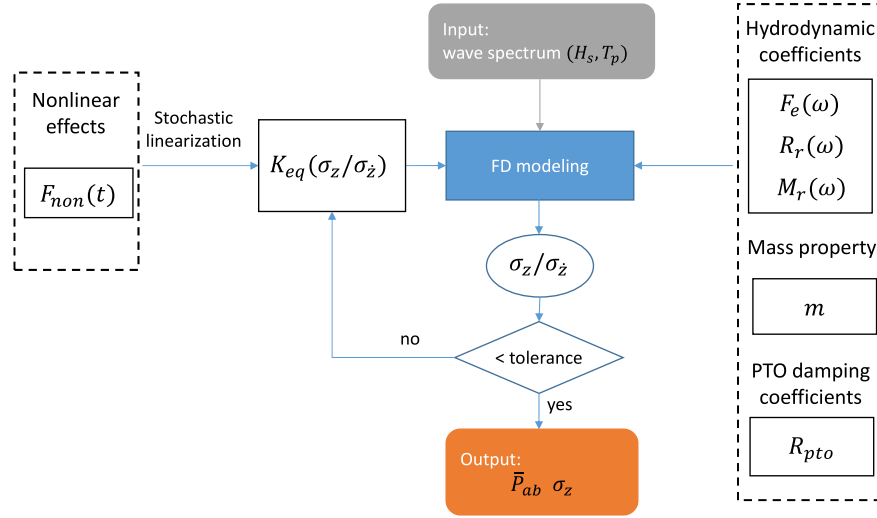 Input:
wave spectrum (H_s, T_p)
Hydrodynamic
coefficients
F_e(ω)
R_r(ω)
M_r(ω)
Nonlinear
effects
F_non(t)
Stochastic
linearization
K_eq(σ_z/σ_ż)
FD modeling
σ_z/σ_ż
Mass property
m
no
< tolerance
yes
PTO damping
coefficients
R_pto
Output:
P̅_ab σ_z